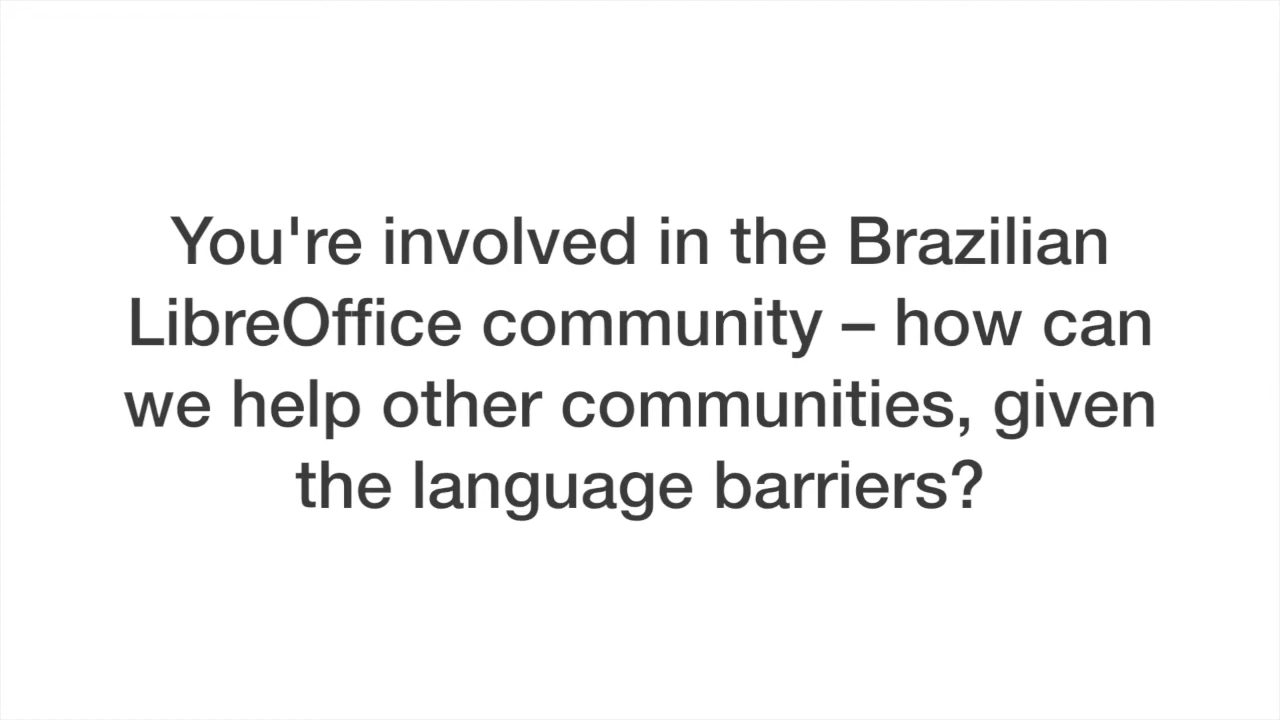 You're involved in the Brazilian
LibreOffice community – how can
we help other communities, given
the language barriers?